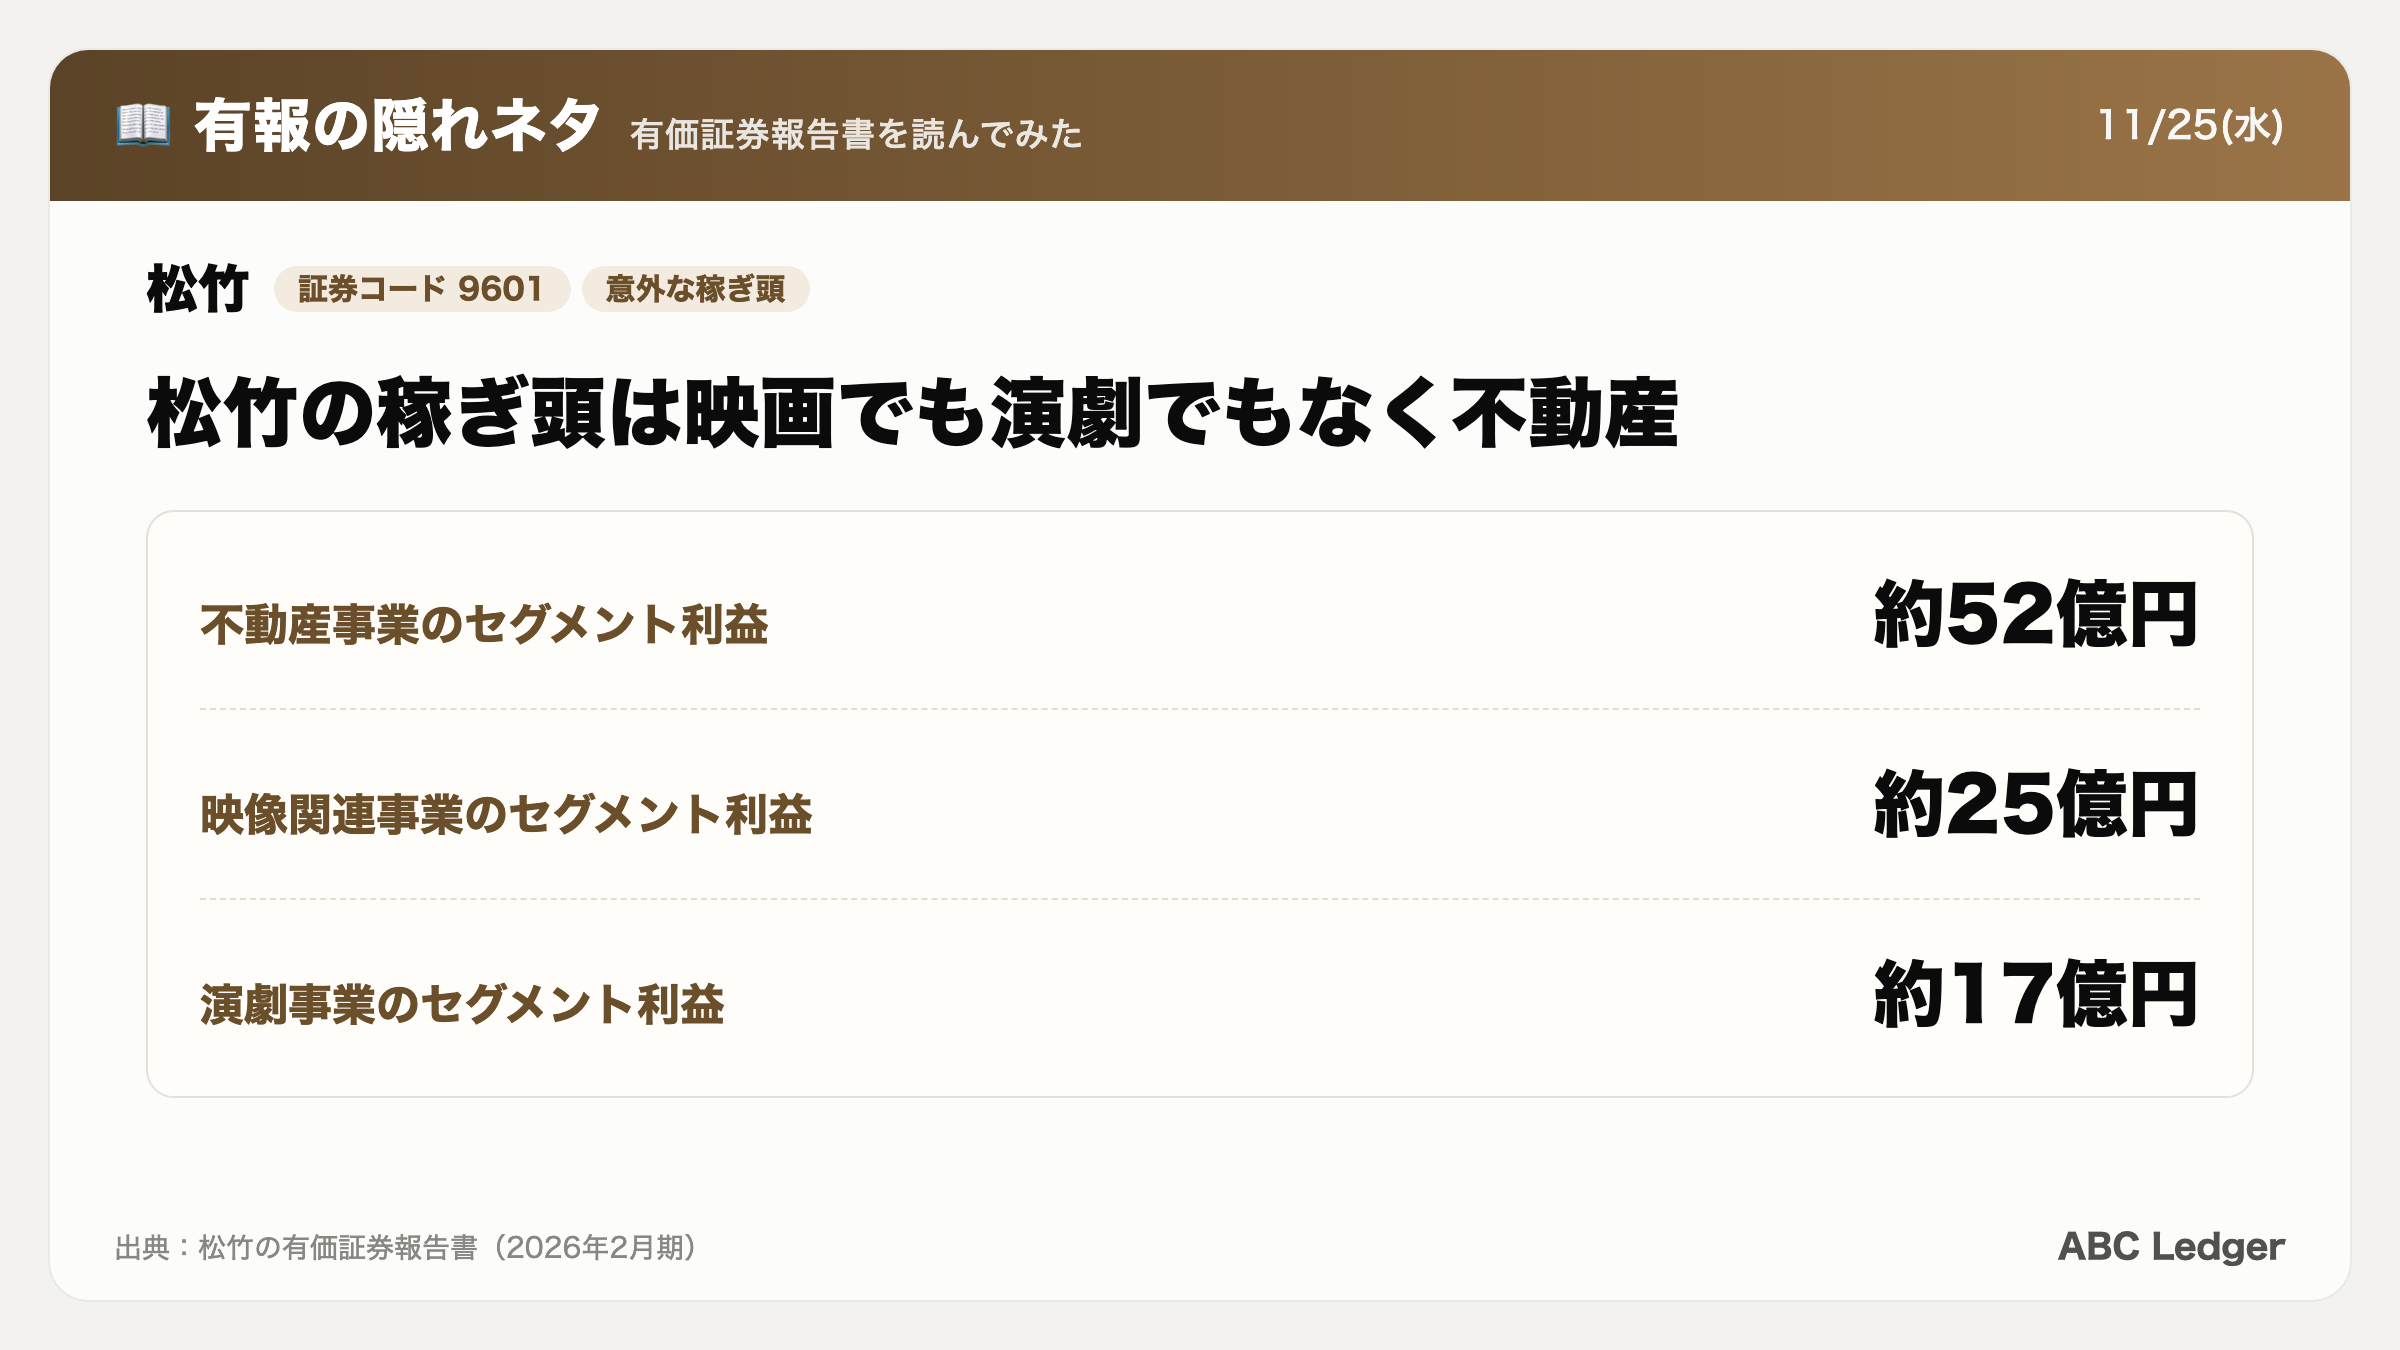 有報の隠れネタ 有価証券報告書を読んでみた 11/25(水)
松竹 証券コード 9601 意外な稼ぎ頭
松竹の稼ぎ頭は映画でも演劇でもなく不動産
不動産事業のセグメント利益 約52億円
映像関連事業のセグメント利益 約25億円
演劇事業のセグメント利益 約17億円
出典：松竹の有価証券報告書（2026年2月期） ABC Ledger